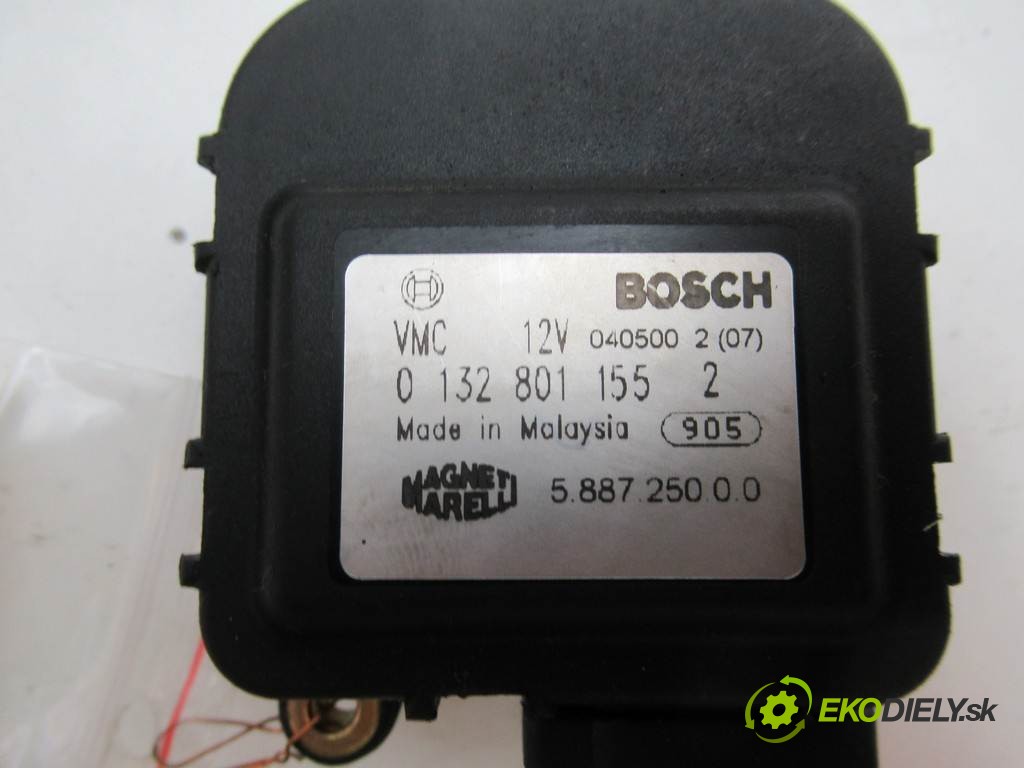 BOSCH
VMC 12V 040500 2 (07)
0 132 801 155 2
Made in Malaysia 905
MAGNETI MARELLI 5.887.250.0.0
EKODIELY.sk